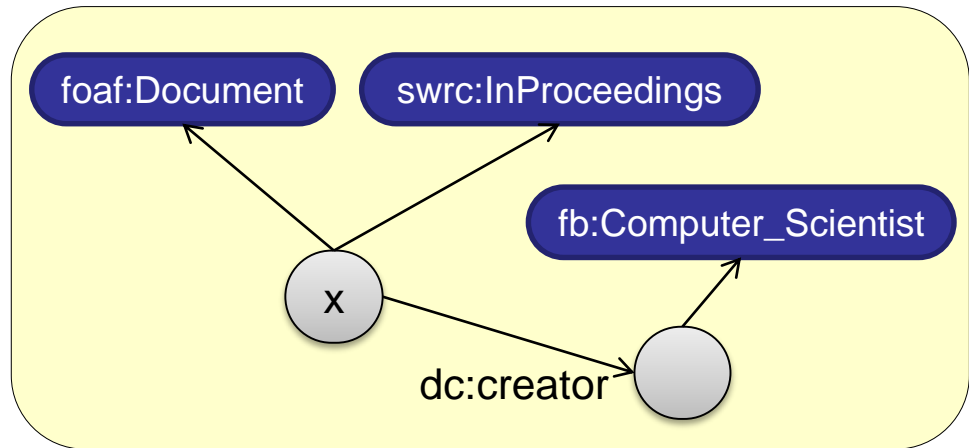 foaf:Document
swrc:InProceedings
fb:Computer_Scientist
x
dc:creator